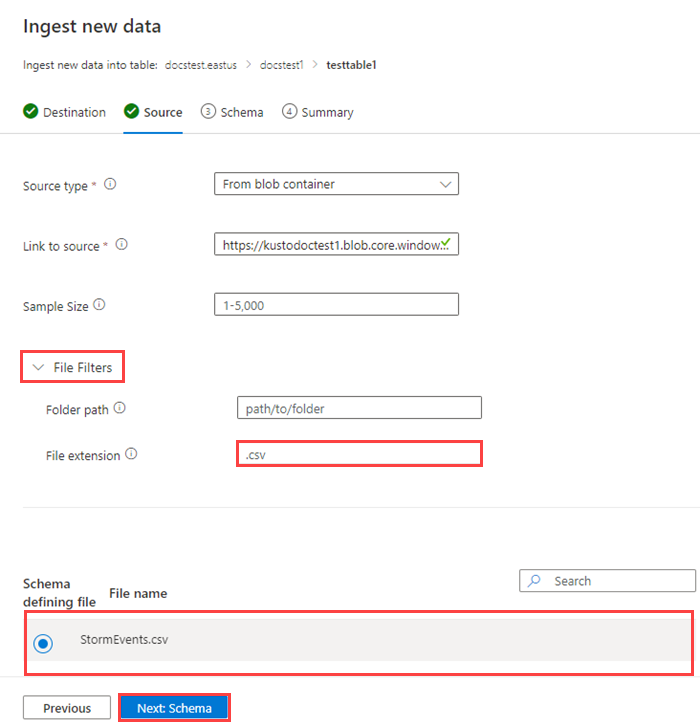 Ingest new data
Ingest new data into table: docstest.eastus > docstest1 > testtable1
Destination Source 3 Schema 4 Summary
Source type * From blob container
Link to source * https://kustodoctest1.blob.core.window...
Sample Size 1-5,000
File Filters
Folder path path/to/folder
File extension .csv
Schema
defining file File name Search
StormEvents.csv
Previous Next: Schema